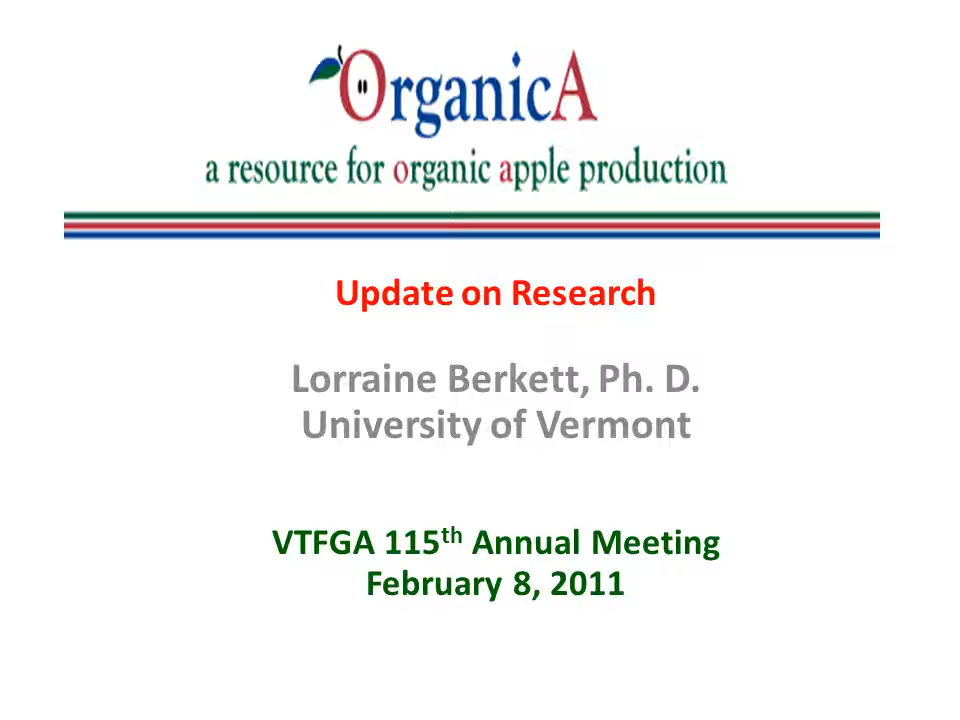 OrganicA
a resource for organic apple production
Update on Research
Lorraine Berkett, Ph. D.
University of Vermont
VTFGA 115th Annual Meeting
February 8, 2011